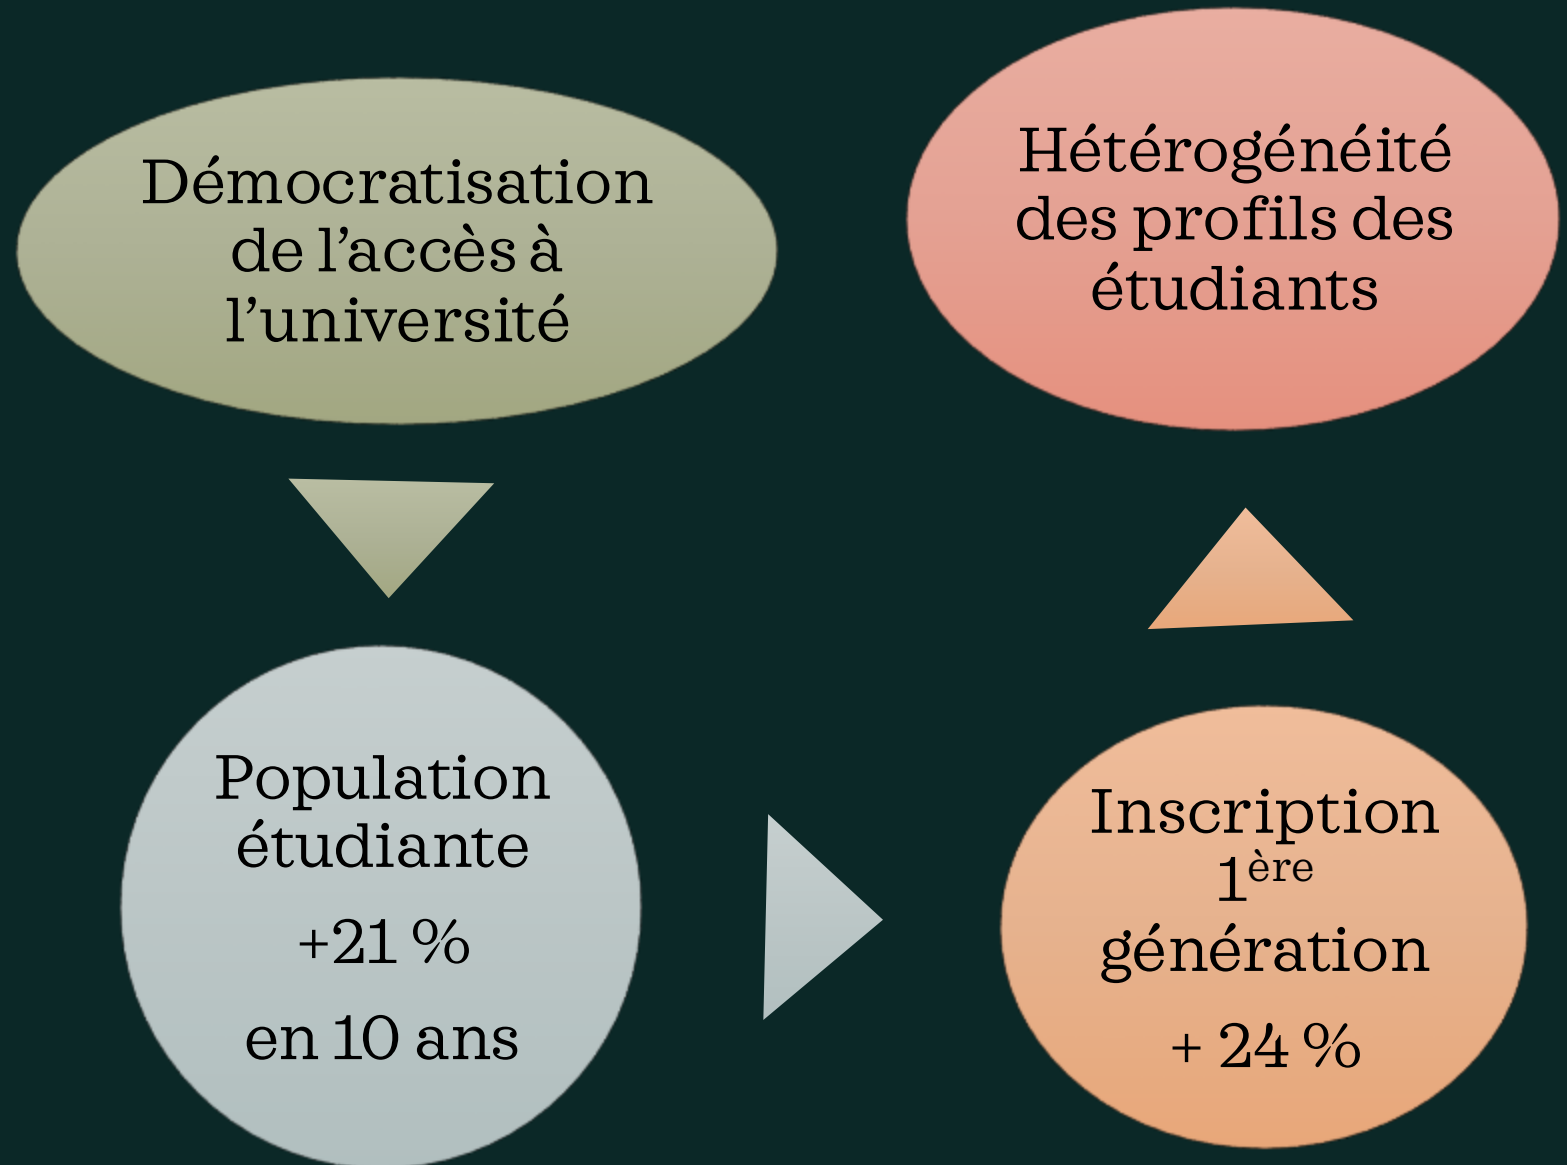 Démocratisation
de l’accès à
l’université
Population
étudiante
+21 %
en 10 ans
Inscription
1ère
génération
+ 24 %
Hétérogénéité
des profils des
étudiants